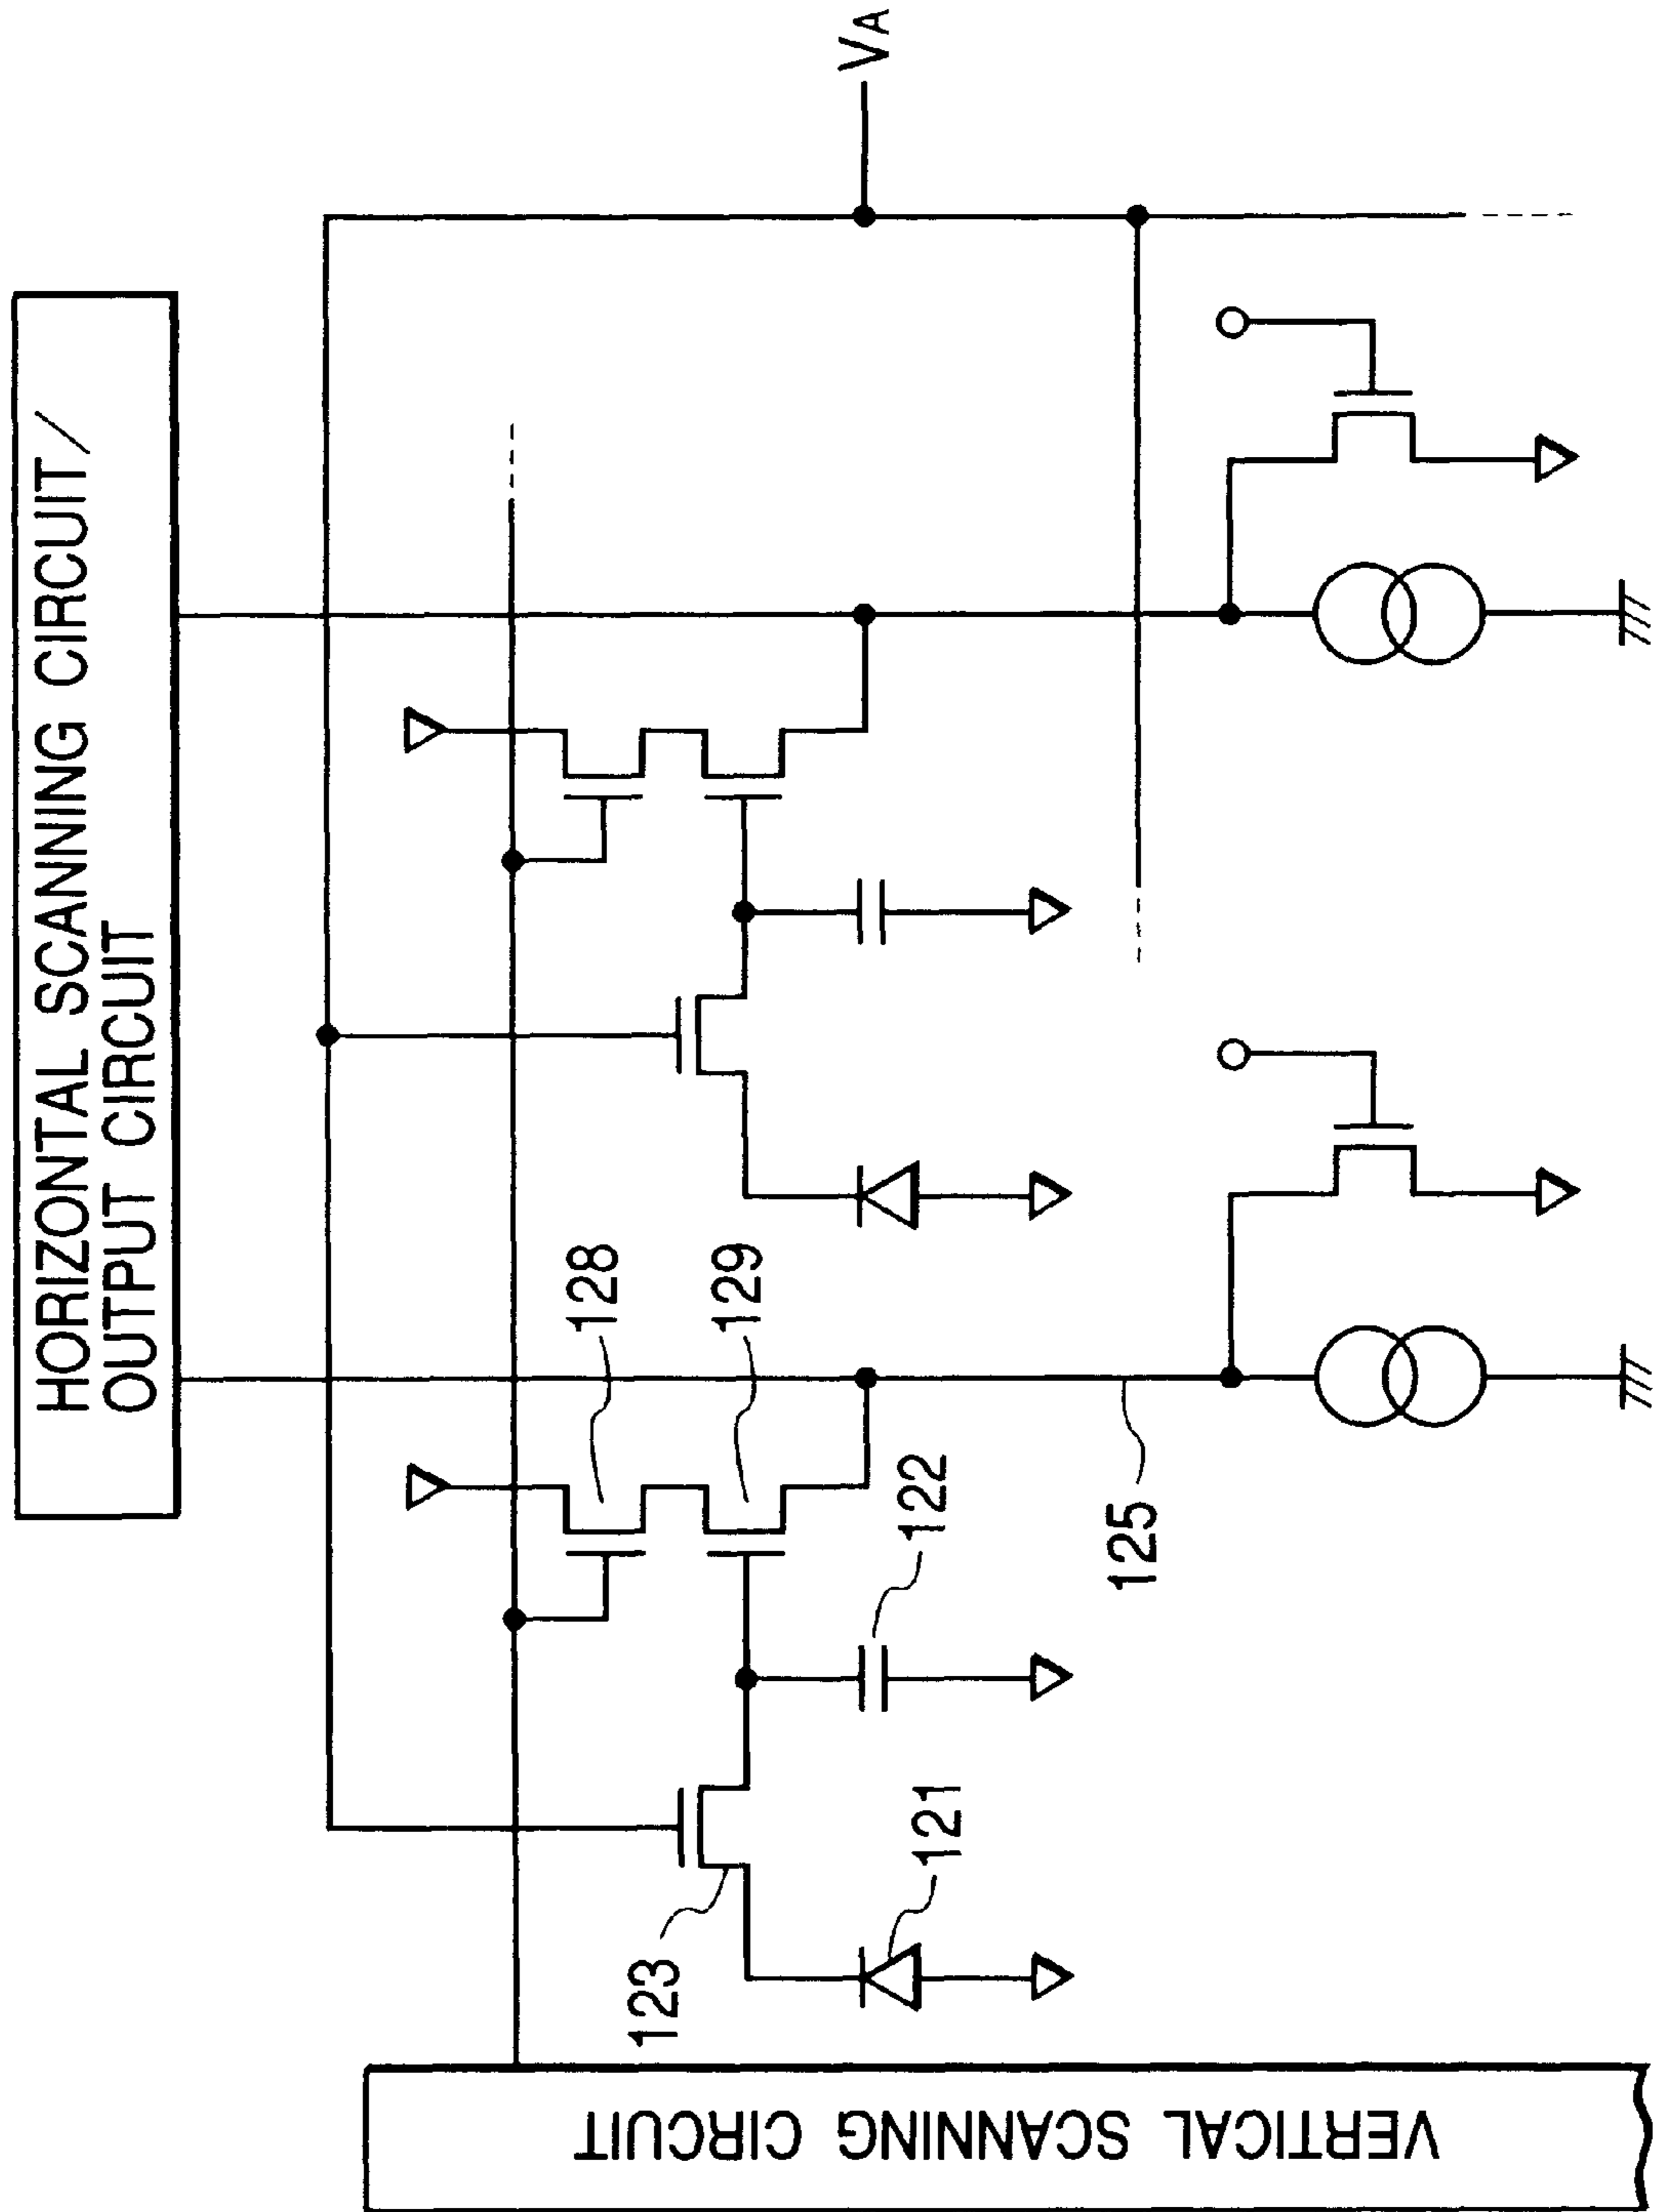 HORIZONTAL SCANNING CIRCUIT/
OUTPUT CIRCUIT
VERTICAL SCANNING CIRCUIT
VA
123
121
122
128
129
125